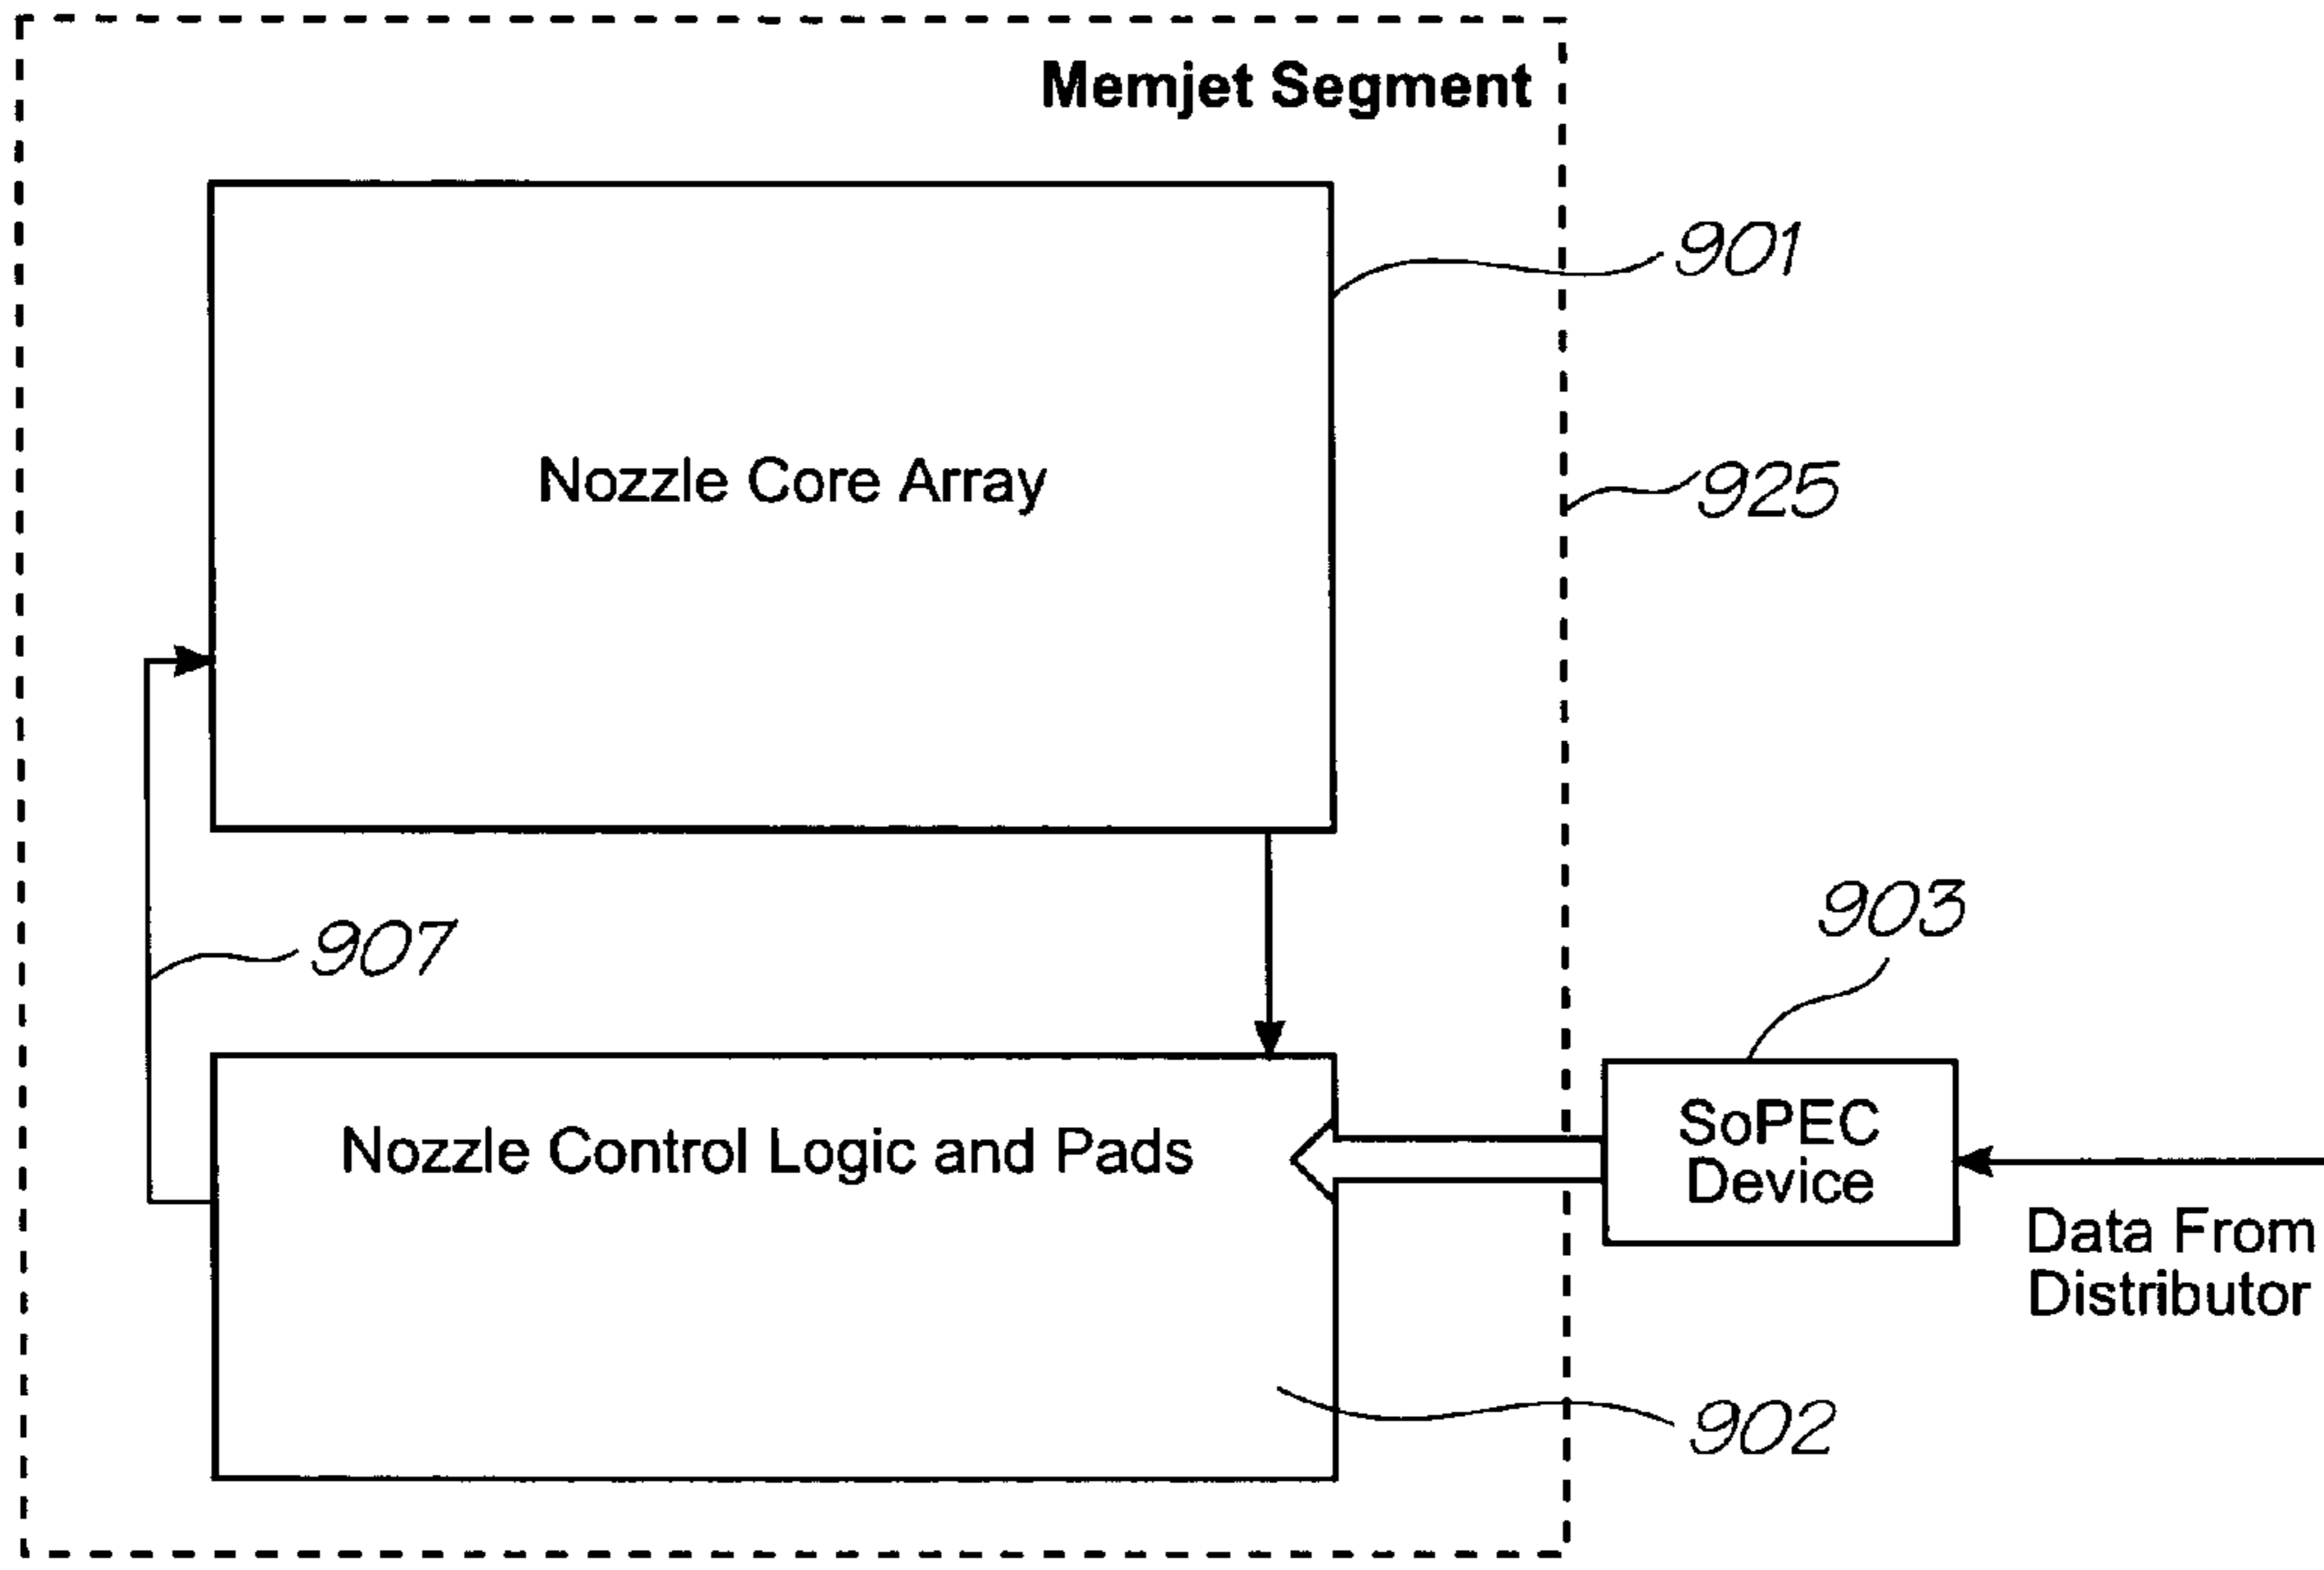 Memjet Segment
901
Nozzle Core Array
925
903
907
SoPEC
Device
Nozzle Control Logic and Pads
Data From
Distributor
902